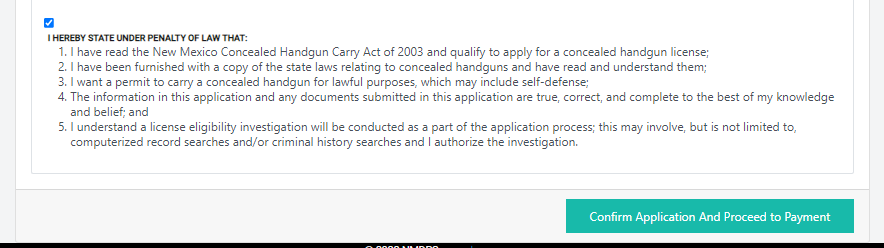 I HEREBY STATE UNDER PENALTY OF LAW THAT:
1. I have read the New Mexico Concealed Handgun Carry Act of 2003 and qualify to apply for a concealed handgun license;
2. I have been furnished with a copy of the state laws relating to concealed handguns and have read and understand them;
3. I want a permit to carry a concealed handgun for lawful purposes, which may include self-defense;
4. The information in this application and any documents submitted in this application are true, correct, and complete to the best of my knowledge
and belief; and
5. I understand a license eligibility investigation will be conducted as a part of the application process; this may involve, but is not limited to,
computerized record searches and/or criminal history searches and I authorize the investigation.
Confirm Application And Proceed to Payment